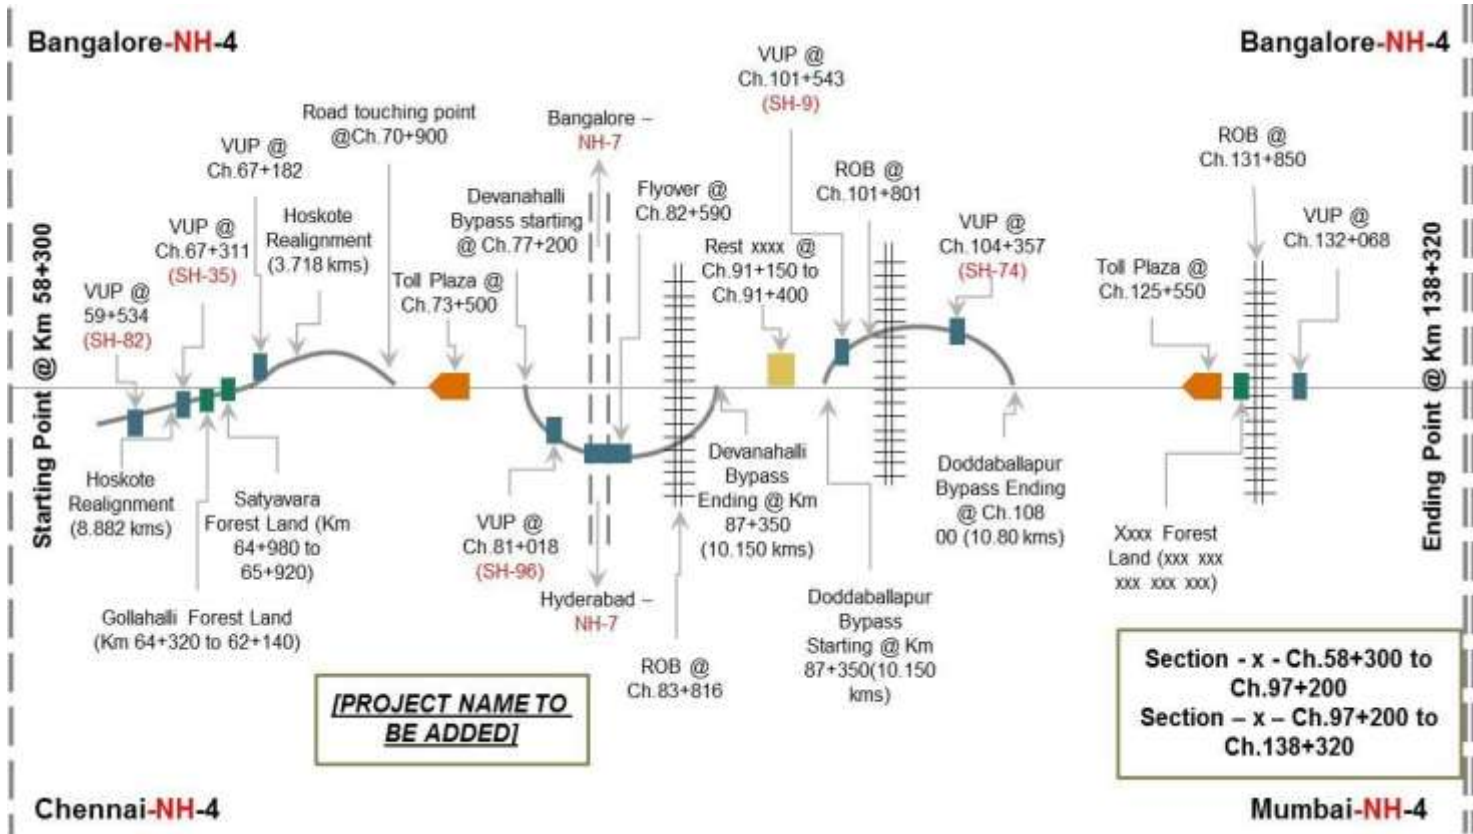 Bangalore-NH-4
Bangalore-NH-4
Starting Point @ Km 58+300
VUP @
59+534
(SH-82)
VUP @
Ch.67+311
(SH-35)
VUP @
Ch.67+182
Hoskote
Realignment
(3.718 kms)
Road touching point
@Ch.70+900
Toll Plaza @
Ch.73+500
Devanahalli
Bypass starting
@ Ch.77+200
Bangalore –
NH-7
Flyover @
Ch.82+590
Rest xxxx @
Ch.91+150 to
Ch.91+400
VUP @
Ch.101+543
(SH-9)
ROB @
Ch.101+801
VUP @
Ch.104+357
(SH-74)
Toll Plaza @
Ch.125+550
ROB @
Ch.131+850
VUP @
Ch.132+068
Ending Point @ Km 138+320
Hoskote
Realignment
(8.882 kms)
Satyavara
Forest Land (Km
64+980 to
65+920)
Gollahalli Forest Land
(Km 64+320 to 62+140)
VUP @
Ch.81+018
(SH-96)
Hyderabad –
NH-7
ROB @
Ch.83+816
Devanahalli
Bypass
Ending @ Km
87+350
(10.150 kms)
Doddaballapur
Bypass
Starting @ Km
87+350(10.150
kms)
Doddaballapur
Bypass Ending
@ Ch.108
00 (10.80 kms)
Xxxx Forest
Land (xxx xxx
xxx xxx xxx)
[PROJECT NAME TO
BE ADDED]
Section - x - Ch.58+300 to
Ch.97+200
Section – x – Ch.97+200 to
Ch.138+320
Chennai-NH-4
Mumbai-NH-4